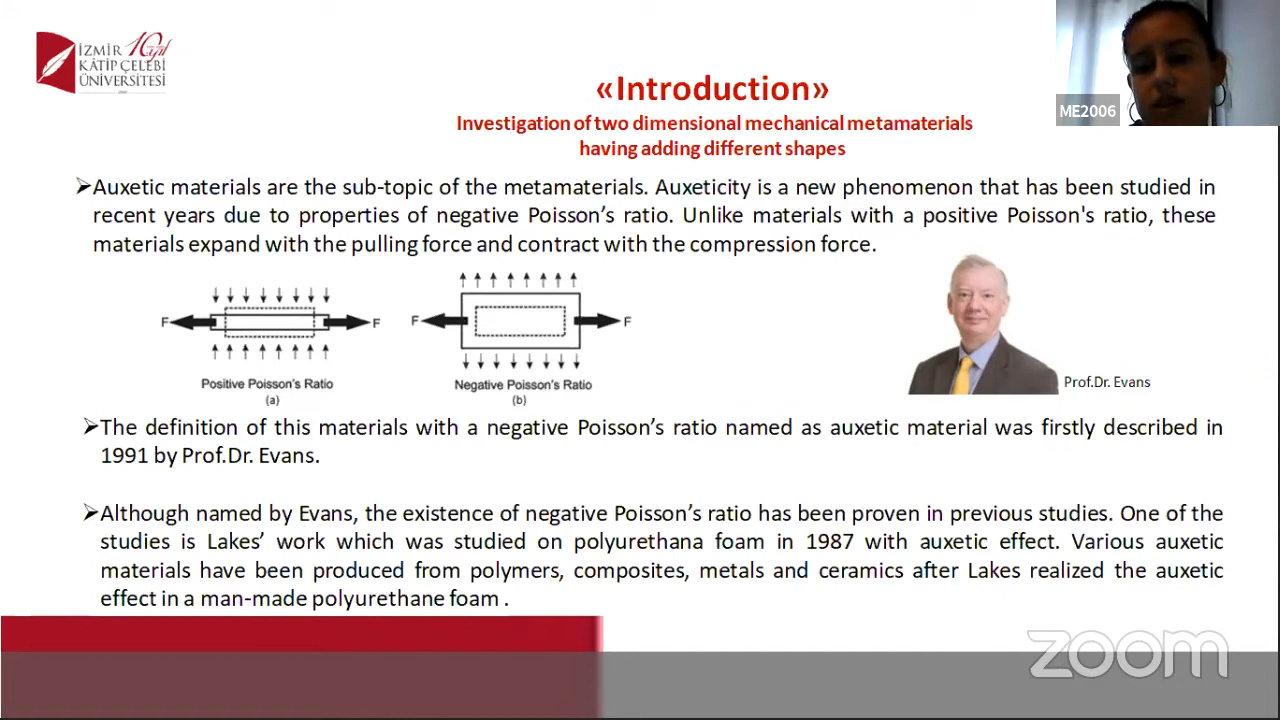 İZMİR 10.yıl
KÂTİP ÇELEBİ
ÜNİVERSİTESİ
«Introduction»
ME2006
Investigation of two dimensional mechanical metamaterials
having adding different shapes
➢Auxetic materials are the sub-topic of the metamaterials. Auxeticity is a new phenomenon that has been studied in
recent years due to properties of negative Poisson’s ratio. Unlike materials with a positive Poisson's ratio, these
materials expand with the pulling force and contract with the compression force.
F F F F
Positive Poisson’s Ratio
(a)
Negative Poisson’s Ratio
(b)
Prof.Dr. Evans
➢The definition of this materials with a negative Poisson’s ratio named as auxetic material was firstly described in
1991 by Prof.Dr. Evans.
➢Although named by Evans, the existence of negative Poisson’s ratio has been proven in previous studies. One of the
studies is Lakes’ work which was studied on polyurethana foam in 1987 with auxetic effect. Various auxetic
materials have been produced from polymers, composites, metals and ceramics after Lakes realized the auxetic
effect in a man-made polyurethane foam .
zoom